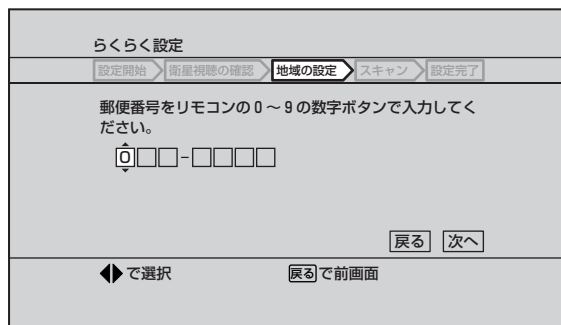 らくらく設定
設定開始 衛星視聴の確認 地域の設定 スキャン 設定完了
郵便番号をリモコンの0～9の数字ボタンで入力してく
ださい。
0□□-□□□□
戻る 次へ
で選択 戻るで前画面